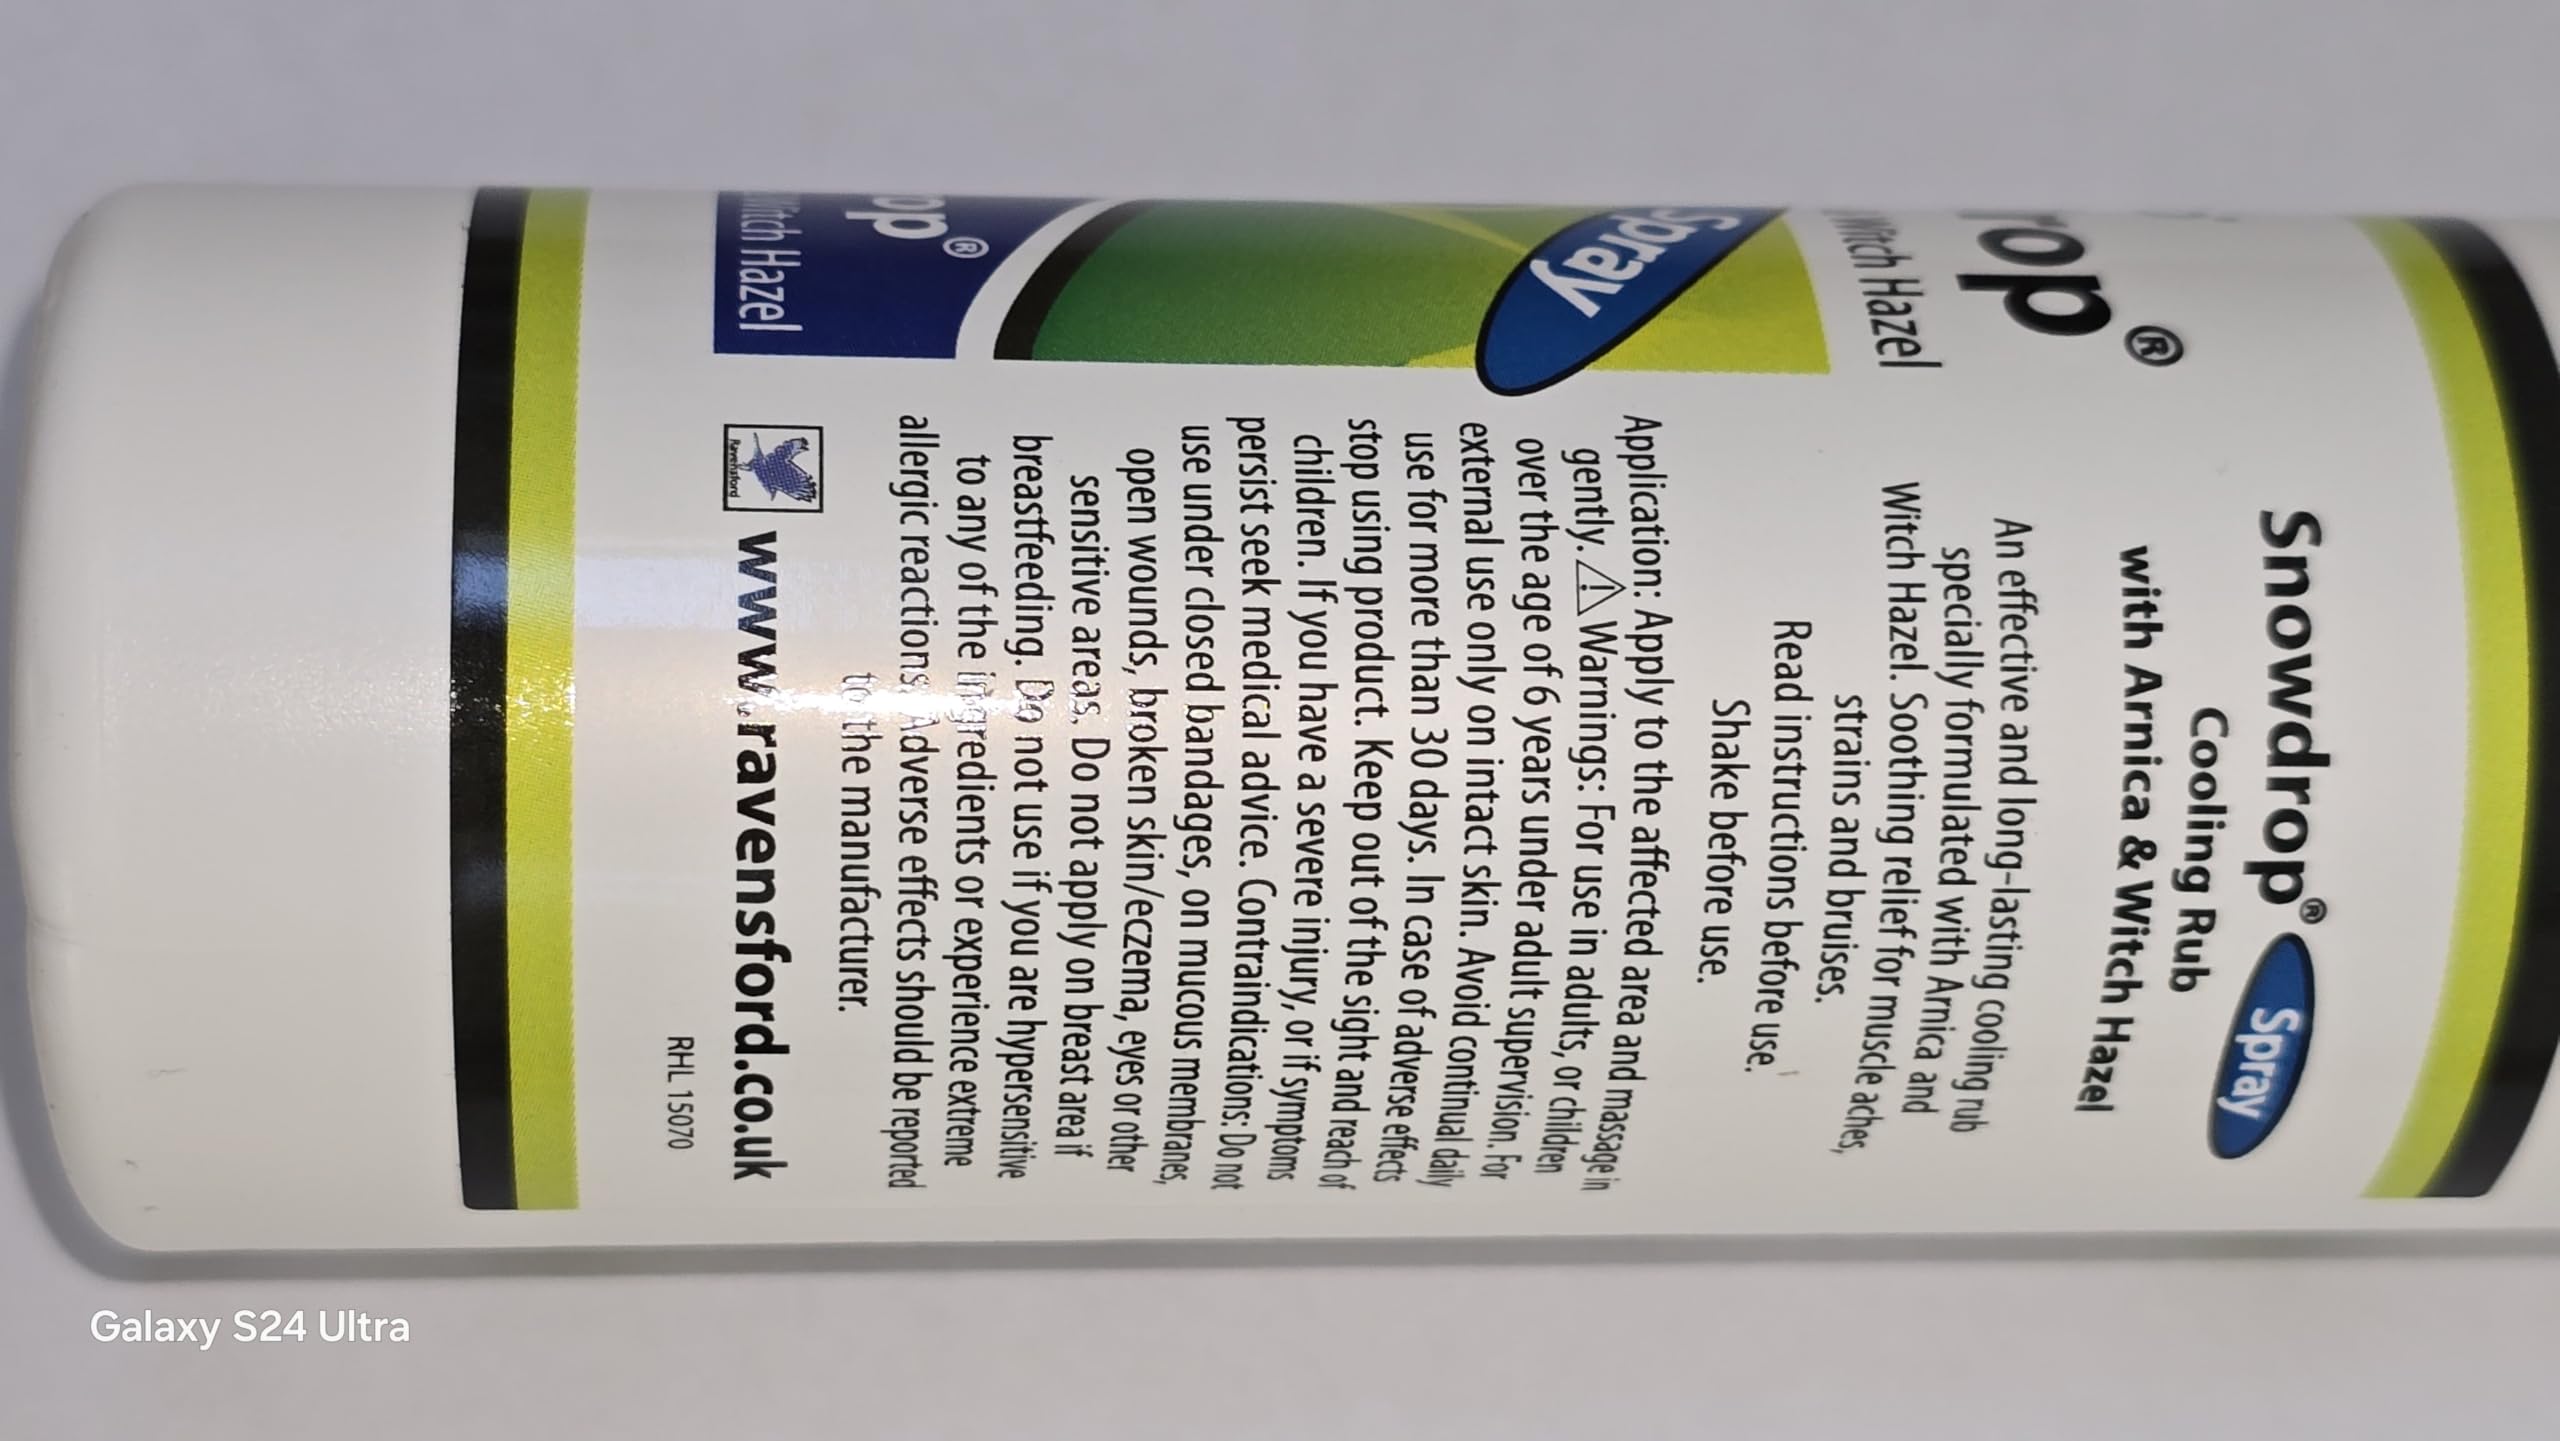 Snowdrop® Spray
Cooling Rub
with Arnica & Witch Hazel
An effective and long-lasting cooling rub
specially formulated with Arnica and
Witch Hazel. Soothing relief for muscle aches,
strains and bruises.
Read instructions before use.
Shake before use.
Application: Apply to the affected area and massage in
gently. ⚠ Warnings: For use in adults, or children
over the age of 6 years under adult supervision. For
external use only on intact skin. Avoid continual daily
use for more than 30 days. In case of adverse effects
stop using product. Keep out of the sight and reach of
children. If you have a severe injury, or if symptoms
persist seek medical advice. Contraindications: Do not
use under closed bandages, on mucous membranes,
open wounds, broken skin/eczema, eyes or other
sensitive areas. Do not apply on breast area if
breastfeeding. Do not use if you are hypersensitive
to any of the ingredients or experience extreme
allergic reactions. Adverse effects should be reported
to the manufacturer.
Ravensford
www.ravensford.co.uk
RHL 15070
rop®
Witch Hazel
Spray
op®
Witch Hazel
Galaxy S24 Ultra